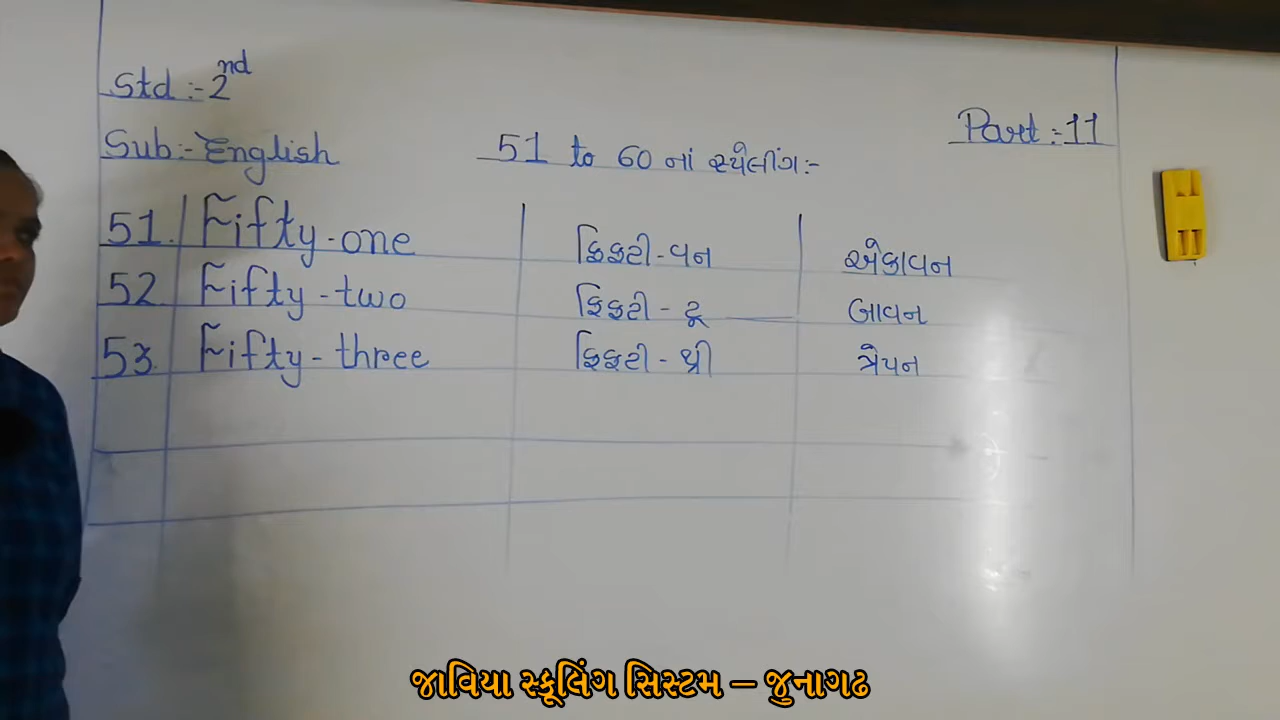 Std :- 2nd
Sub:- English
51 to 60 નાં સ્પેલીંગ:-
Part:11
51. Fifty-one ફિફટી-વન એકાવન
52 Fifty-two ફિફટી - ટૂ બાવન
53. Fifty-three ફિફટી - થ્રી ત્રેપન
જાવિયા સ્કૂલિંગ સિસ્ટમ – જુનાગઢ